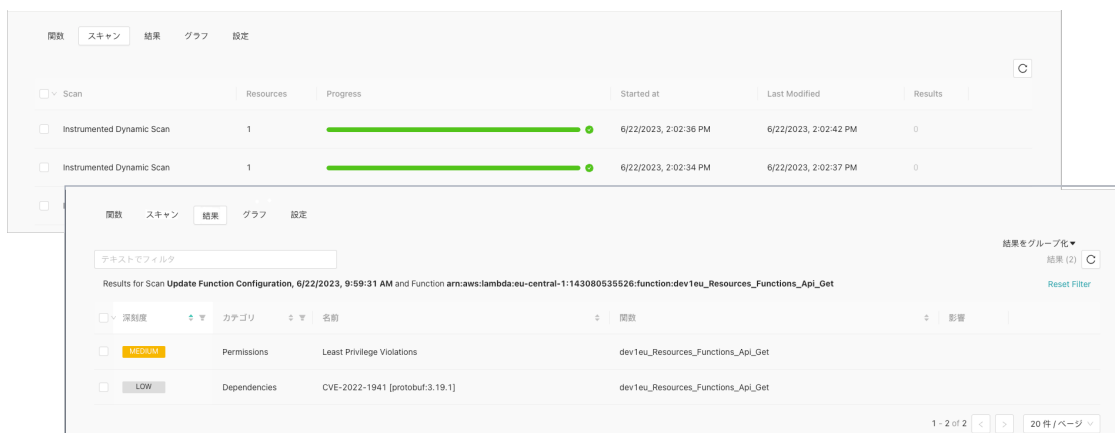 関数 スキャン 結果 グラフ 設定
Scan Resources Progress Started at Last Modified Results
Instrumented Dynamic Scan 1 6/22/2023, 2:02:36 PM 6/22/2023, 2:02:42 PM 0
Instrumented Dynamic Scan 1 6/22/2023, 2:02:34 PM 6/22/2023, 2:02:37 PM 0
関数 スキャン 結果 グラフ 設定
結果をグループ化▼
テキストでフィルタ 結果 (2)
Results for Scan Update Function Configuration, 6/22/2023, 9:59:31 AM and Function arn:aws:lambda:eu-central-1:143080535526:function:dev1eu_Resources_Functions_Api_Get Reset Filter
深刻度 カテゴリ 名前 関数 影響
MEDIUM Permissions Least Privilege Violations dev1eu_Resources_Functions_Api_Get
LOW Dependencies CVE-2022-1941 [protobuf:3.19.1] dev1eu_Resources_Functions_Api_Get
1 - 2 of 2 < > 20 件 / ページ